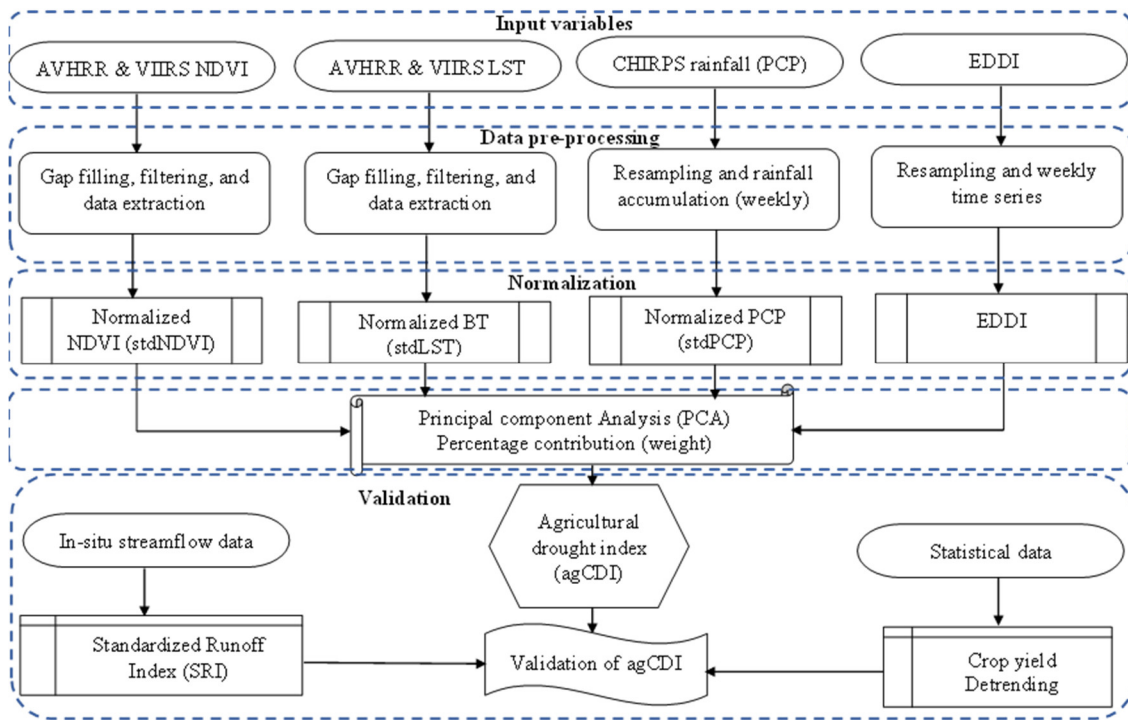 Input variables
AVHRR & VIIRS NDVI
AVHRR & VIIRS LST
CHIRPS rainfall (PCP)
EDDI
Data pre-processing
Gap filling, filtering, and
data extraction
Gap filling, filtering, and
data extraction
Resampling and rainfall
accumulation (weekly)
Resampling and weekly
time series
Normalization
Normalized
NDVI (stdNDVI)
Normalized BT
(stdLST)
Normalized PCP
(stdPCP)
EDDI
Principal component Analysis (PCA)
Percentage contribution (weight)
Validation
In-situ streamflow data
Agricultural
drought index
(agCDI)
Statistical data
Standardized Runoff
Index (SRI)
Validation of agCDI
Crop yield
Detrending